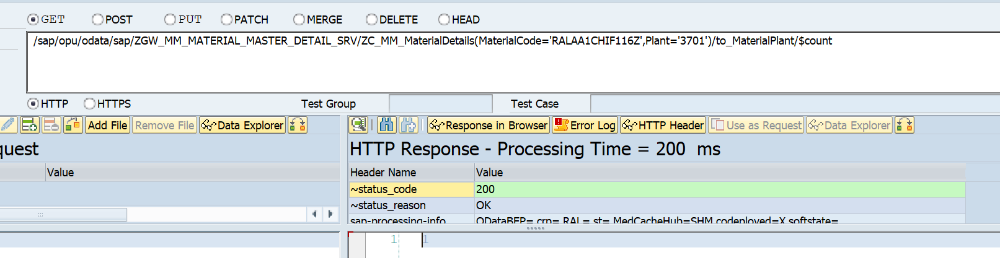 GET POST PUT PATCH MERGE DELETE HEAD
/sap/opu/odata/sap/ZGW_MM_MATERIAL_MASTER_DETAIL_SRV/ZC_MM_MaterialDetails(MaterialCode='RALAA1CHIF116Z',Plant='3701')/to_MaterialPlant/$count
HTTP HTTPS Test Group Test Case
Add File Remove File Data Explorer Response in Browser Error Log HTTP Header Use as Request Data Explorer
quest HTTP Response - Processing Time = 200 ms
Value Header Name Value
~status_code 200
~status_reason OK
sap-processing-info ODataBEP= crp= RAL= st= MedCacheHub=SHM codeployed=X softstate=
1 1